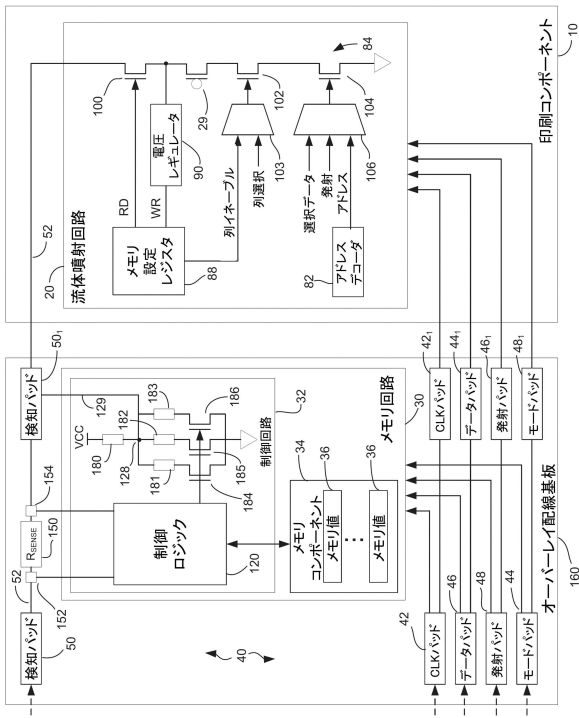 検知パッド
50
52
152
RSENSE
150
154
検知パッド
50₁
52
VCC
180
128
129
181
182
183
184
185
186
制御回路
32
制御
ロジック
120
メモリ
コンポーネント
34
メモリ値
36
メモリ値
36
メモリ回路
30
40
CLKパッド
42
データパッド
46
発射パッド
48
モードパッド
44
CLKパッド
42₁
データパッド
44₁
発射パッド
46₁
モードパッド
48₁
オーバーレイ配線基板
160
流体噴射回路
20
メモリ
設定
レジスタ
88
RD
WR
電圧
レギュレータ
90
100
29
102
84
104
列イネーブル
列選択
103
選択データ
発射
アドレス
106
アドレス
デコーダ
82
印刷コンポーネント
10